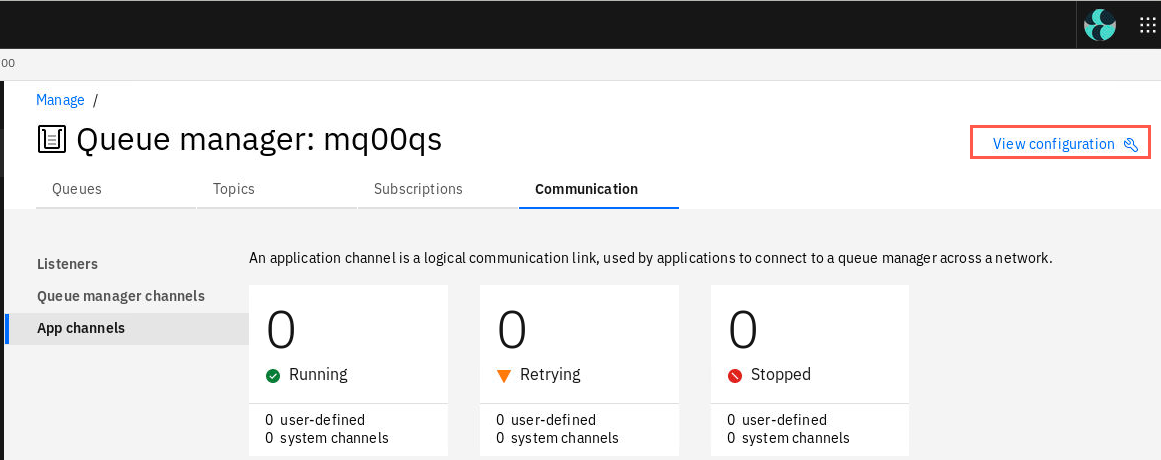 00
Manage /
Queue manager: mq00qs
View configuration
Queues Topics Subscriptions Communication
Listeners
Queue manager channels
App channels
An application channel is a logical communication link, used by applications to connect to a queue manager across a network.
0 0 0
Running Retrying Stopped
0 user-defined 0 user-defined 0 user-defined
0 system channels 0 system channels 0 system channels